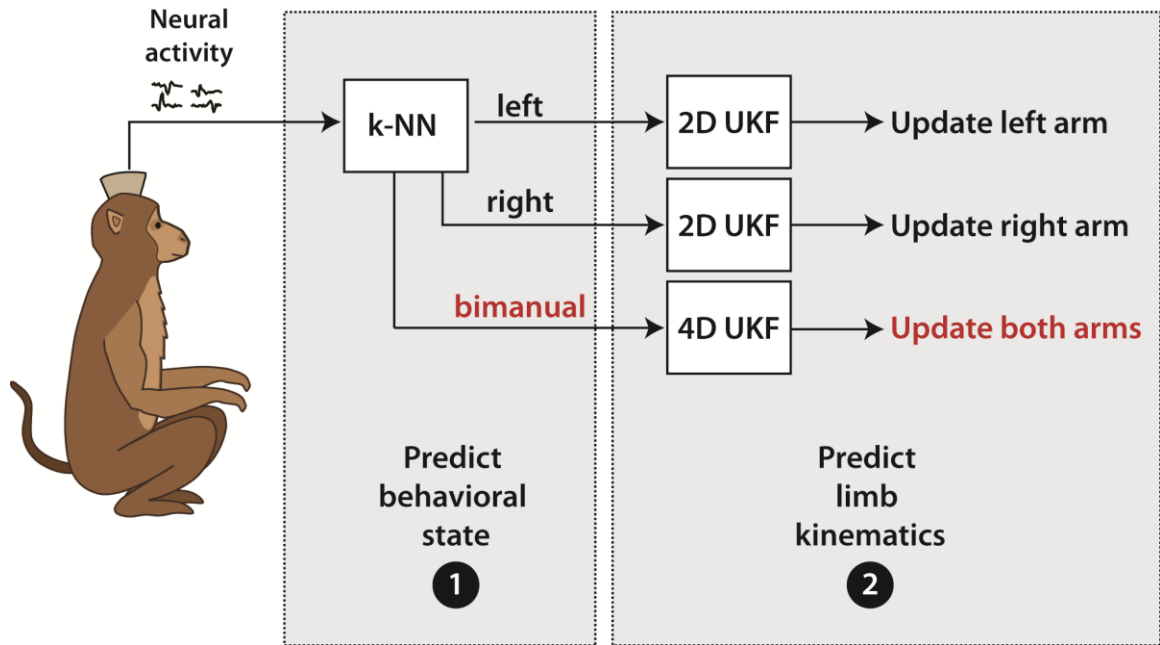 Neural
activity
k-NN
left
right
bimanual
2D UKF
Update left arm
2D UKF
Update right arm
4D UKF
Update both arms
Predict
behavioral
state
1
Predict
limb
kinematics
2